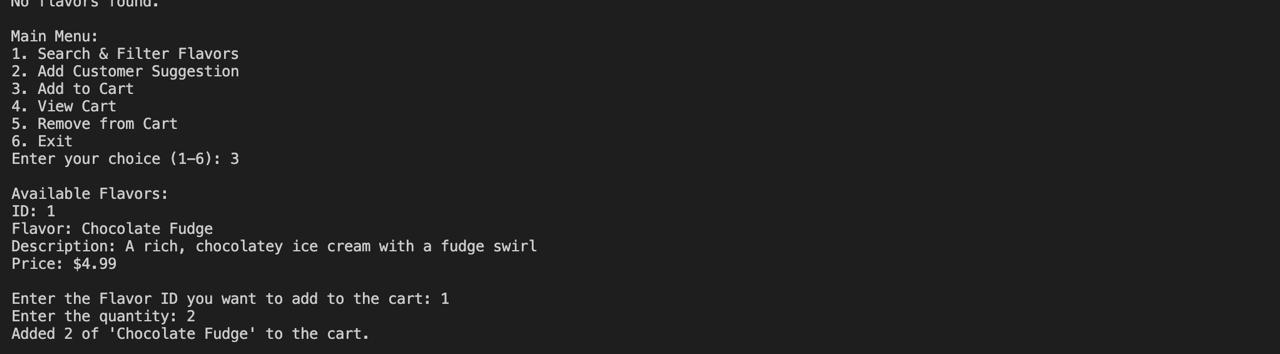 No flavors found.
Main Menu:
1. Search & Filter Flavors
2. Add Customer Suggestion
3. Add to Cart
4. View Cart
5. Remove from Cart
6. Exit
Enter your choice (1-6): 3
Available Flavors:
ID: 1
Flavor: Chocolate Fudge
Description: A rich, chocolatey ice cream with a fudge swirl
Price: $4.99
Enter the Flavor ID you want to add to the cart: 1
Enter the quantity: 2
Added 2 of 'Chocolate Fudge' to the cart.